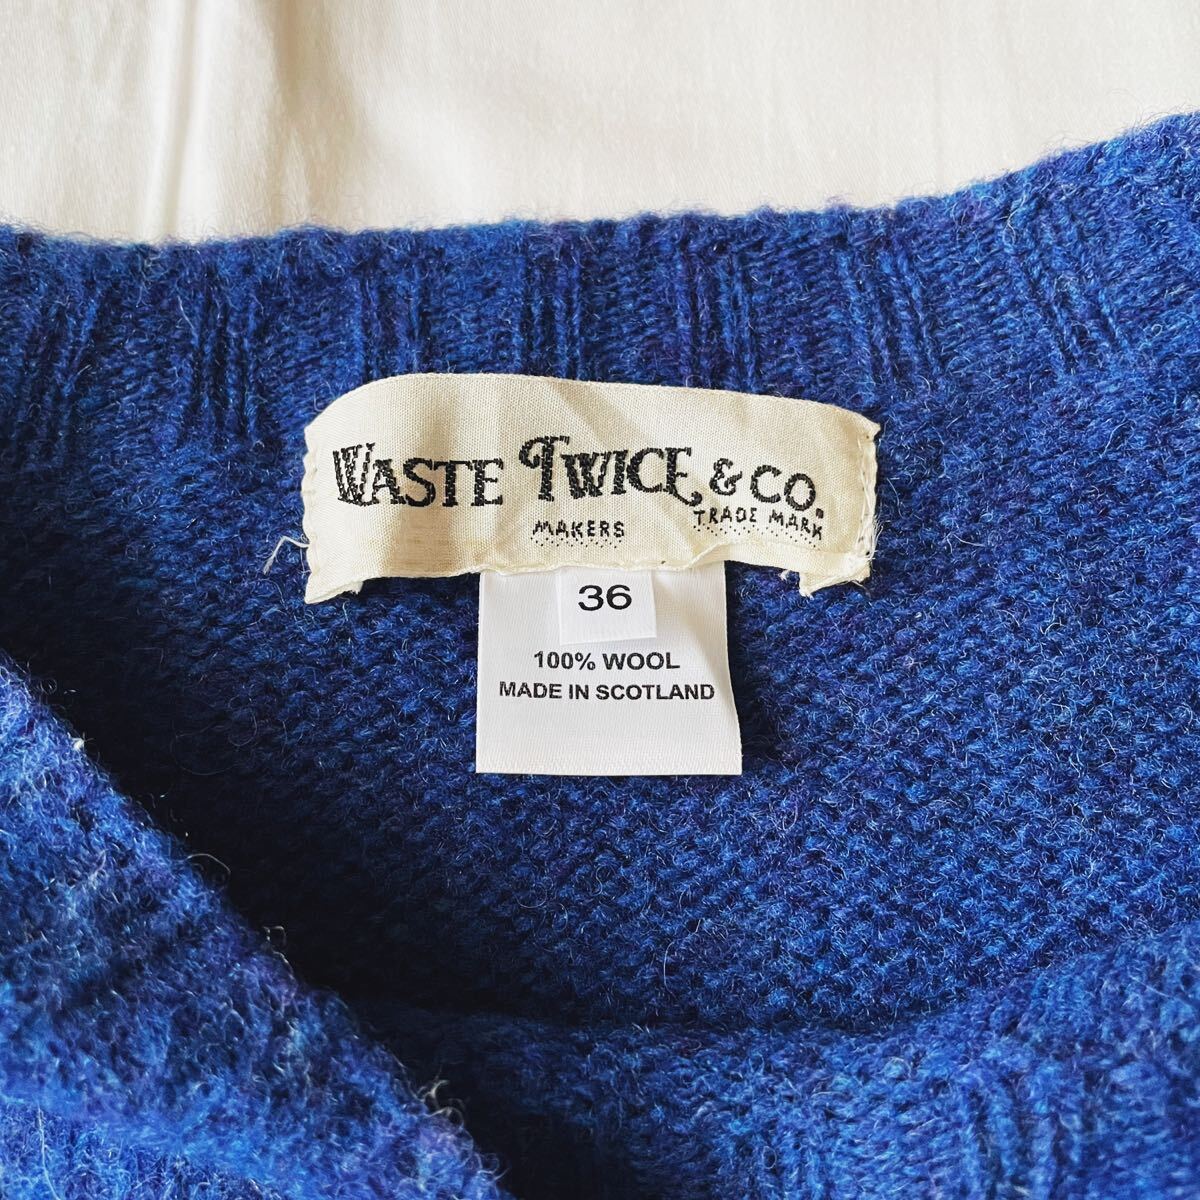 WASTE TWICE & CO.
MAKERS TRADE MARK
36
100% WOOL
MADE IN SCOTLAND